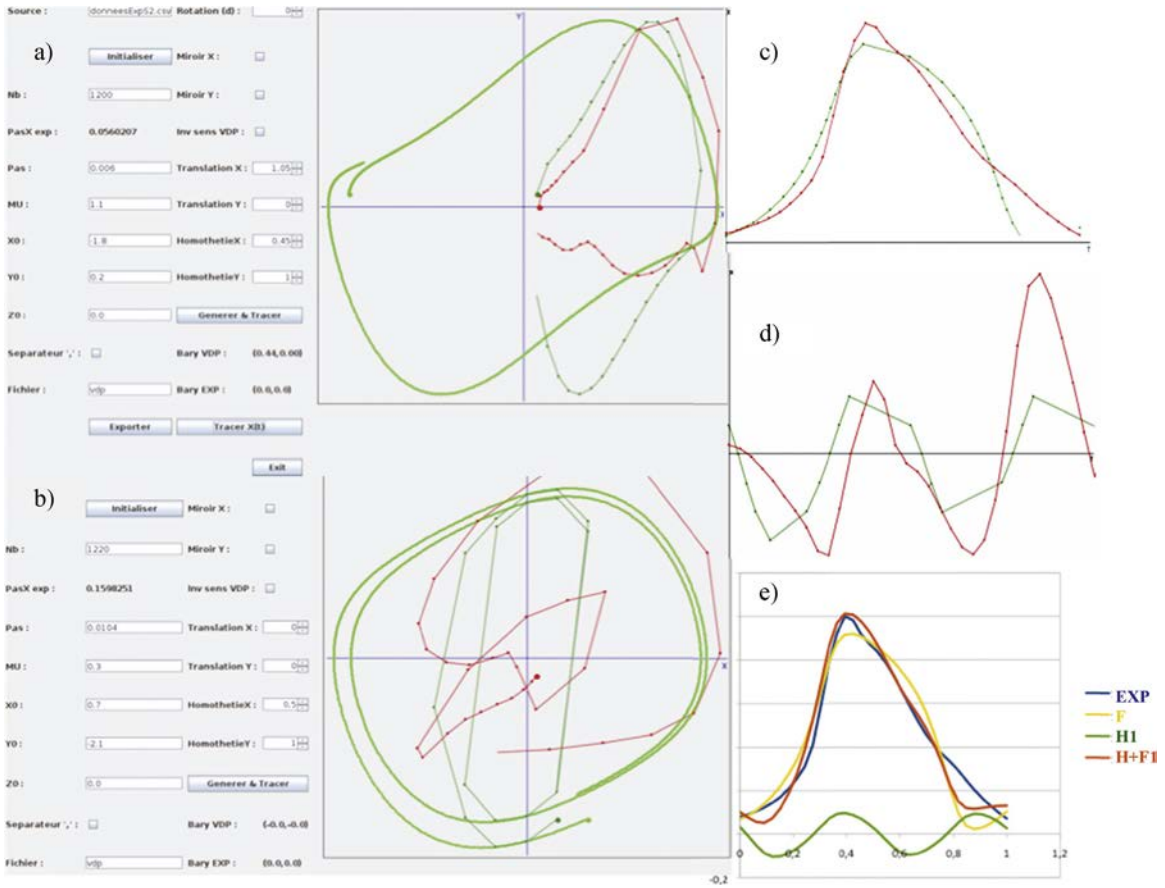 Source : donneesExpS2.csv Rotation (d) : 0
a)
Initialiser Miroir X :
Nb : 1200 Miroir Y :
PasX exp : 0.0560207 Inv sens VDP :
Pas : 0.006 Translation X : 1.05
MU : 1.1 Translation Y : 0
X0 : -1.8 HomothetieX : 0.45
Y0 : 0.2 HomothetieY : 1
Z0 : 0.0 Generer & Tracer
Separateur ',' : Bary VDP : (0.44,0.00)
Fichier : vdp Bary EXP : (0.0,0.0)
Exporter Tracer X(t)
Exit
Y
X
c)
T
d)
b)
Initialiser Miroir X :
Nb : 1220 Miroir Y :
PasX exp : 0.1598251 Inv sens VDP :
Pas : 0.0104 Translation X : 0
MU : 0.3 Translation Y : 0
X0 : 0.7 HomothetieX : 0.5
Y0 : -2.1 HomothetieY : 1
Z0 : 0.0 Generer & Tracer
Separateur ',' : Bary VDP : (-0.0,-0.0)
Fichier : vdp Bary EXP : (0.0,0.0)
X
e)
EXP
F
H1
H+F1
0 0,2 0,4 0,6 0,8 1 1,2
-0,2